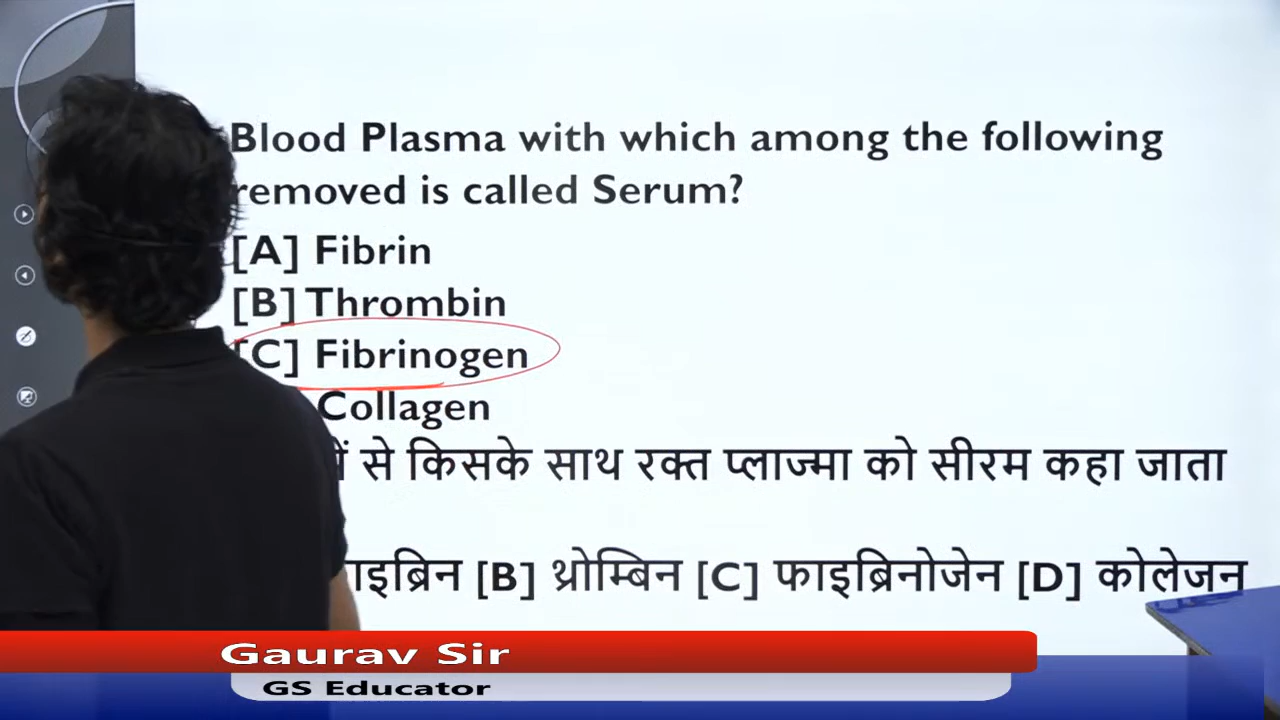 Blood Plasma with which among the following
removed is called Serum?
[A] Fibrin
[B] Thrombin
[C] Fibrinogen
Collagen
से किसके साथ रक्त प्लाज्मा को सीरम कहा जाता
[B] थ्रोम्बिन [C] फाइब्रिनोजेन [D] कोलेजन
Gaurav Sir
GS Educator